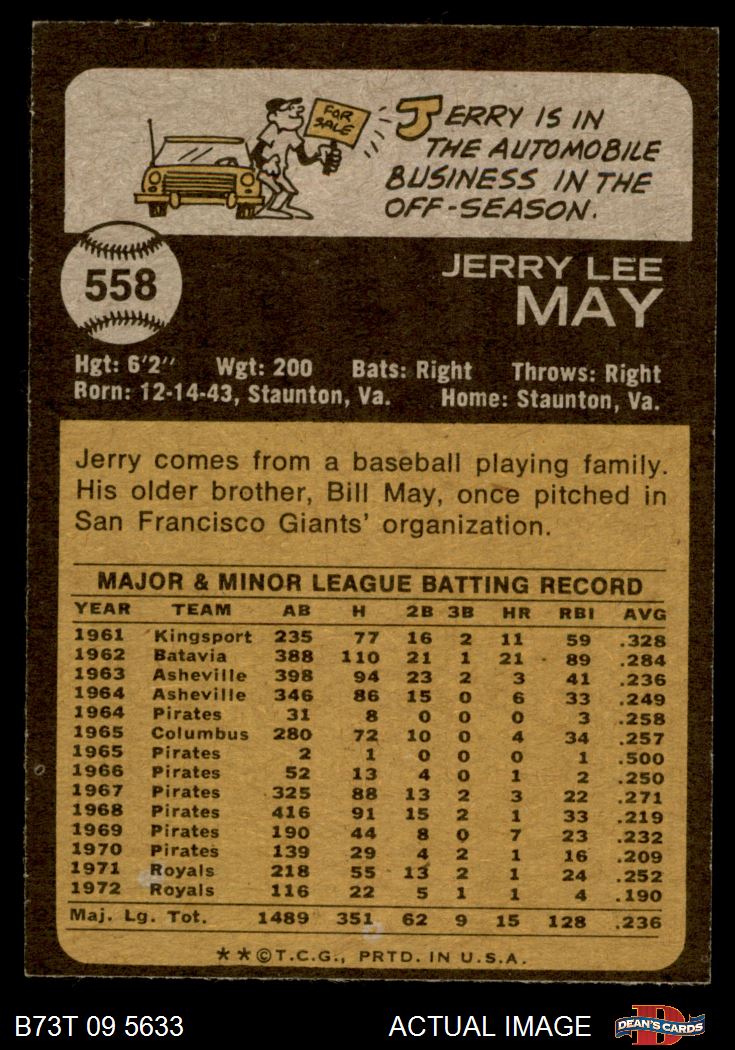 FOR SALE
JERRY IS IN
THE AUTOMOBILE
BUSINESS IN THE
OFF-SEASON.
558
JERRY LEE
MAY
Hgt: 6'2" Wgt: 200 Bats: Right Throws: Right
Born: 12-14-43, Staunton, Va. Home: Staunton, Va.
Jerry comes from a baseball playing family.
His older brother, Bill May, once pitched in
San Francisco Giants' organization.
MAJOR & MINOR LEAGUE BATTING RECORD
YEAR TEAM AB H 2B 3B HR RBI AVG
1961 Kingsport 235 77 16 2 11 59 .328
1962 Batavia 388 110 21 1 21 89 .284
1963 Asheville 398 94 23 2 3 41 .236
1964 Asheville 346 86 15 0 6 33 .249
1964 Pirates 31 8 0 0 0 3 .258
1965 Columbus 280 72 10 0 4 34 .257
1965 Pirates 2 1 0 0 0 1 .500
1966 Pirates 52 13 4 0 1 2 .250
1967 Pirates 325 88 13 2 3 22 .271
1968 Pirates 416 91 15 2 1 33 .219
1969 Pirates 190 44 8 0 7 23 .232
1970 Pirates 139 29 4 2 1 16 .209
1971 Royals 218 55 13 2 1 24 .252
1972 Royals 116 22 5 1 1 4 .190
Maj. Lg. Tot. 1489 351 62 9 15 128 .236
★★©T.C.G., PRTD. IN U.S.A.
B73T 09 5633 ACTUAL IMAGE D DEAN'S CARDS